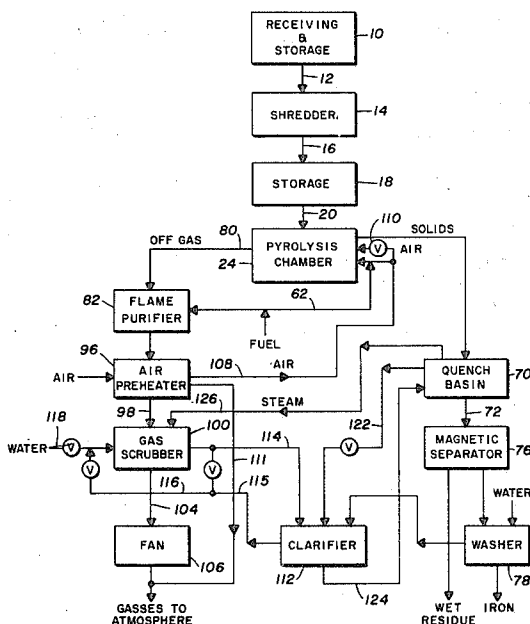 RECEIVING
&
STORAGE
10
12
SHREDDER.
14
16
STORAGE
18
20
110
SOLIDS
80
OFF GAS
V
AIR
PYROLYSIS
CHAMBER
24
82
62
FLAME
PURIFIER
FUEL
96
108
AIR
AIR
AIR
PREHEATER
QUENCH
BASIN
70
98
126
STEAM
122
72
118
100
114
MAGNETIC
SEPARATOR
76
WATER
V
GAS
SCRUBBER
V
V
V
111
116
115
WATER
104
FAN
CLARIFIER
WASHER
106
112
124
78
GASSES TO
ATMOSPHERE
WET
RESIDUE
IRON